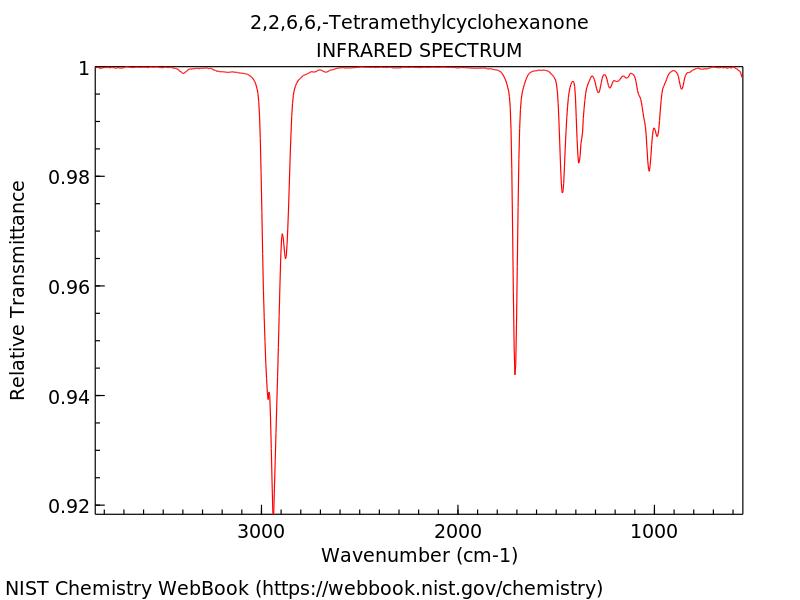 2,2,6,6,-Tetramethylcyclohexanone
INFRARED SPECTRUM
1
0.98
0.96
0.94
0.92
Relative Transmittance
3000 2000 1000
Wavenumber (cm-1)
NIST Chemistry WebBook (https://webbook.nist.gov/chemistry)